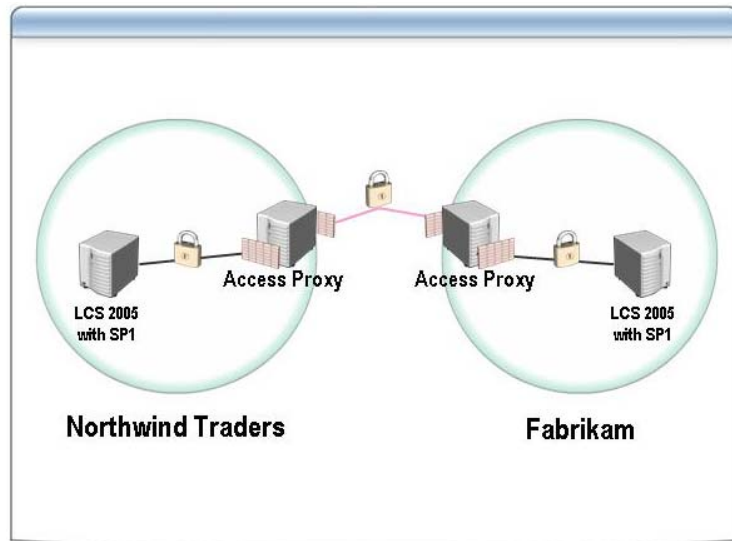 Access Proxy
Access Proxy
LCS 2005
with SP1
LCS 2005
with SP1
Northwind Traders
Fabrikam